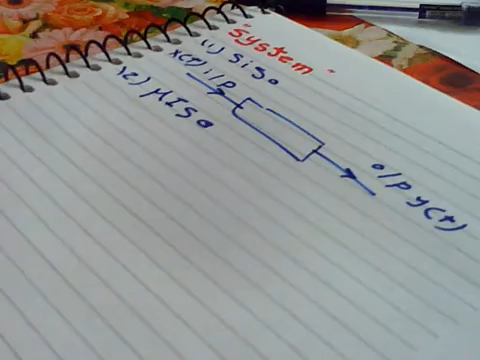 "System"
(1) SiSo
x(t) i/p
o/p y(t)
(2) MISo